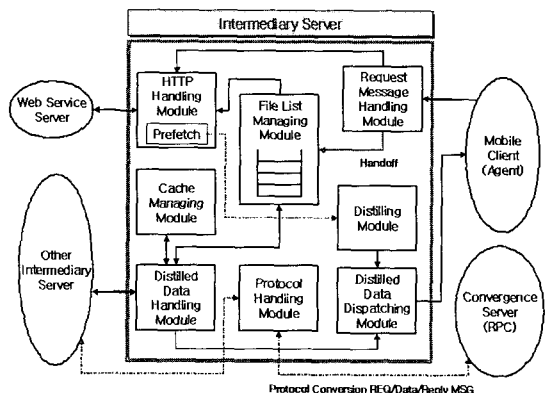 Intermediary Server
HTTP
Handling
Module
Prefetch
File List
Managing
Module
Request
Message
Handling
Module
Handoff
Web Service
Server
Mobile
Client
(Agent)
Cache
Managing
Module
Distilling
Module
Other
Intermediary
Server
Distilled
Data
Handling
Module
Protocol
Handling
Module
Distilled
Data
Dispatching
Module
Convergence
Server
(RPC)
Protocol Conversion REQ/Data/Reply MSG